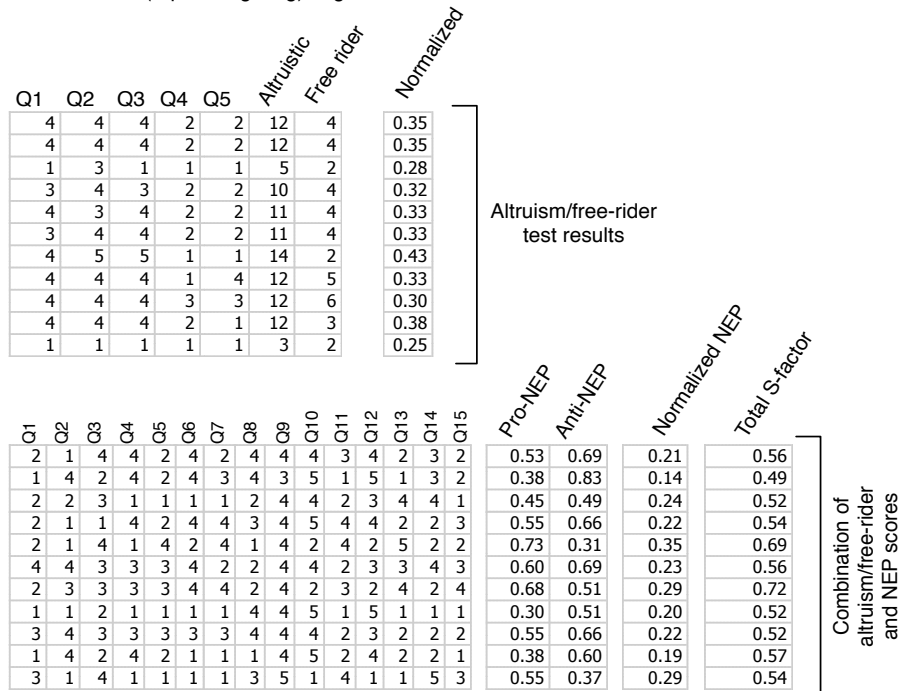 Q1 Q2 Q3 Q4 Q5 Altruistic Free rider Normalized
4 4 4 2 2 12 4 0.35
4 4 4 2 2 12 4 0.35
1 3 1 1 1 5 2 0.28
3 4 3 2 2 10 4 0.32
4 3 4 2 2 11 4 0.33
3 4 4 2 2 11 4 0.33
4 5 5 1 1 14 2 0.43
4 4 4 1 4 12 5 0.33
4 4 4 3 3 12 6 0.30
4 4 4 2 1 12 3 0.38
1 1 1 1 1 3 2 0.25
Altruism/free-rider
test results
Q1 Q2 Q3 Q4 Q5 Q6 Q7 Q8 Q9 Q10 Q11 Q12 Q13 Q14 Q15 Pro-NEP Anti-NEP Normalized NEP Total S-factor
2 1 4 4 2 4 2 4 4 4 3 4 2 3 2 0.53 0.69 0.21 0.56
1 4 2 4 2 4 3 4 3 5 1 5 1 3 2 0.38 0.83 0.14 0.49
2 2 3 1 1 1 1 2 4 4 2 3 4 4 1 0.45 0.49 0.24 0.52
2 1 1 4 2 4 4 3 4 5 4 4 2 2 3 0.55 0.66 0.22 0.54
2 1 4 1 4 2 4 1 4 2 4 2 5 2 2 0.73 0.31 0.35 0.69
4 4 3 3 3 4 2 2 4 4 2 3 3 4 3 0.60 0.69 0.23 0.56
2 3 3 3 3 4 4 2 4 2 3 2 4 2 4 0.68 0.51 0.29 0.72
1 1 2 1 1 1 1 4 4 5 1 5 1 1 1 0.30 0.51 0.20 0.52
3 4 3 3 3 3 3 4 4 4 2 3 2 2 2 0.55 0.66 0.22 0.52
1 4 2 4 2 1 1 1 4 5 2 4 2 2 1 0.38 0.60 0.19 0.57
3 1 4 1 1 1 1 3 5 1 4 1 1 5 3 0.55 0.37 0.29 0.54
Combination of
altruism/free-rider
and NEP scores